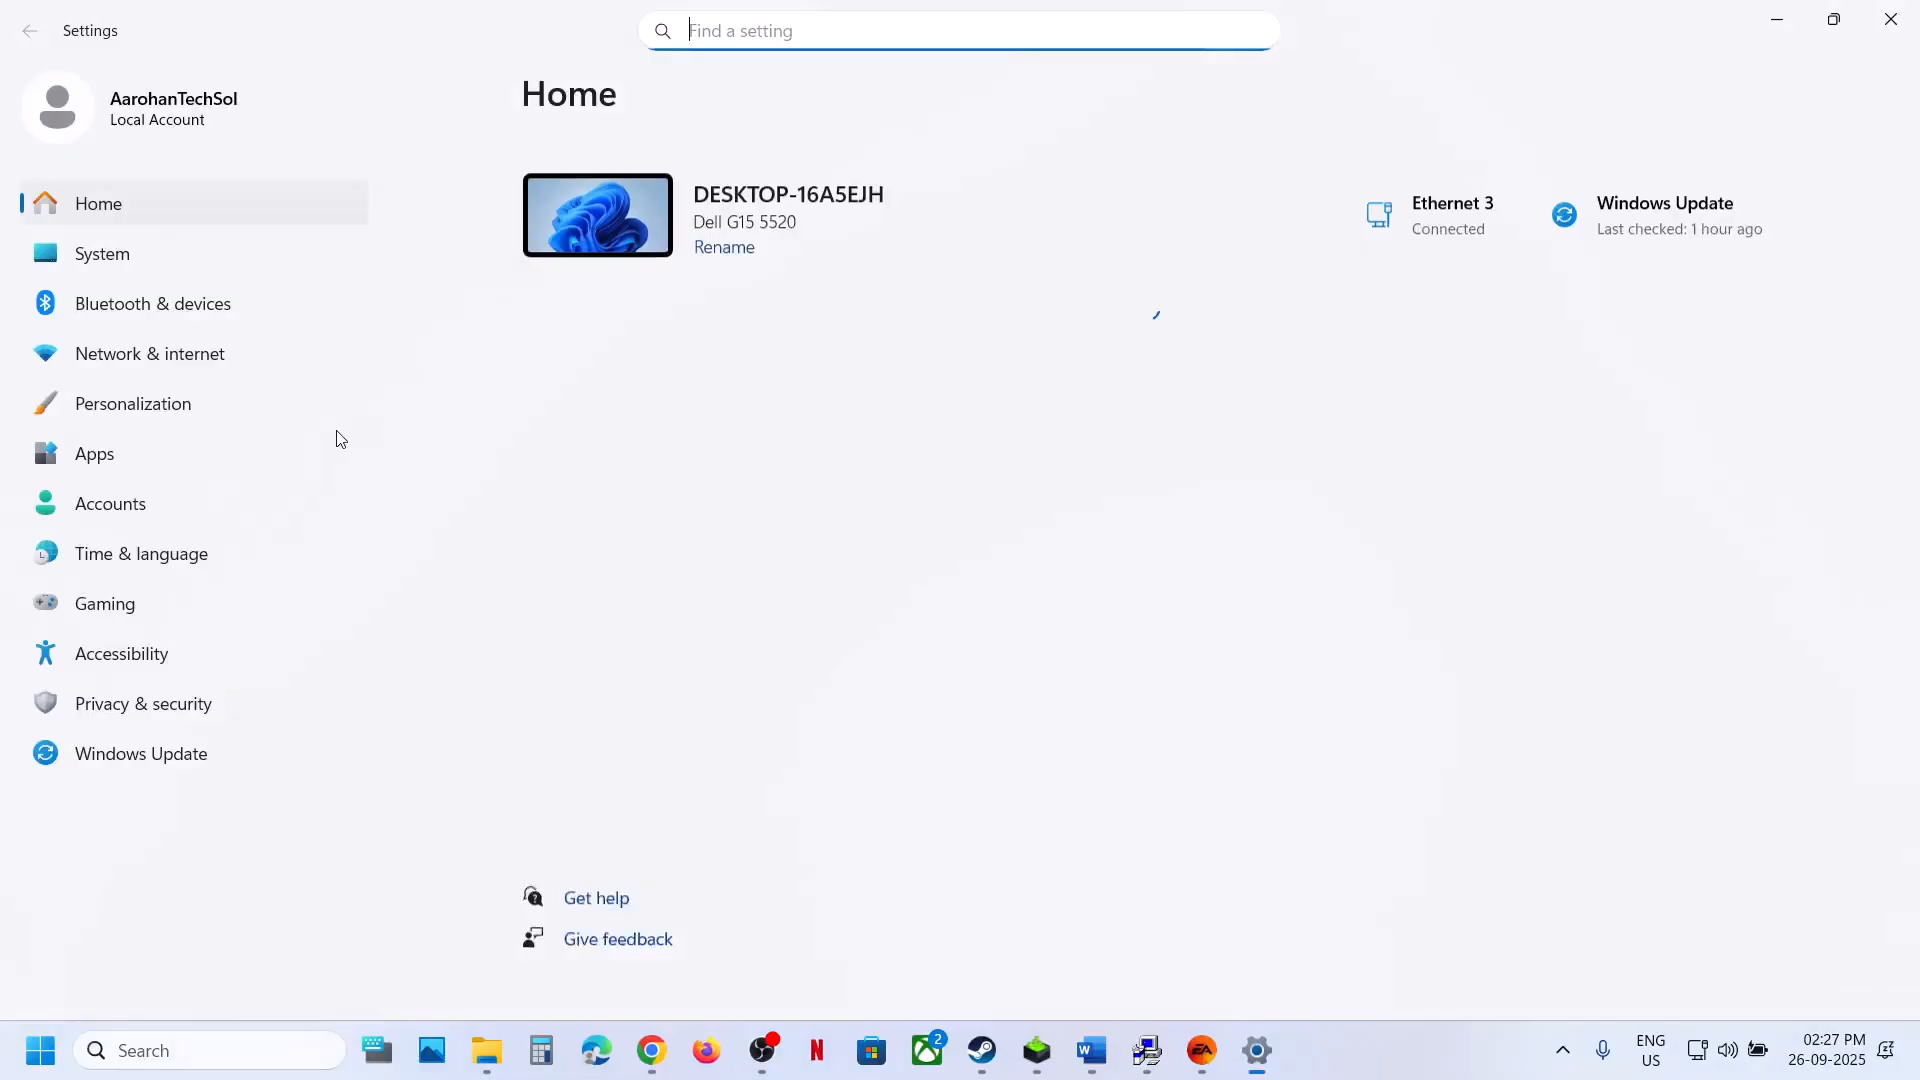 Settings
Find a setting
AarohanTechSol
Local Account
Home
System
Bluetooth & devices
Network & internet
Personalization
Apps
Accounts
Time & language
Gaming
Accessibility
Privacy & security
Windows Update
Home
DESKTOP-16A5EJH
Dell G15 5520
Rename
Ethernet 3
Connected
Windows Update
Last checked: 1 hour ago
Get help
Give feedback
Search
N
2
W
EA
ENG
US
02:27 PM
26-09-2025